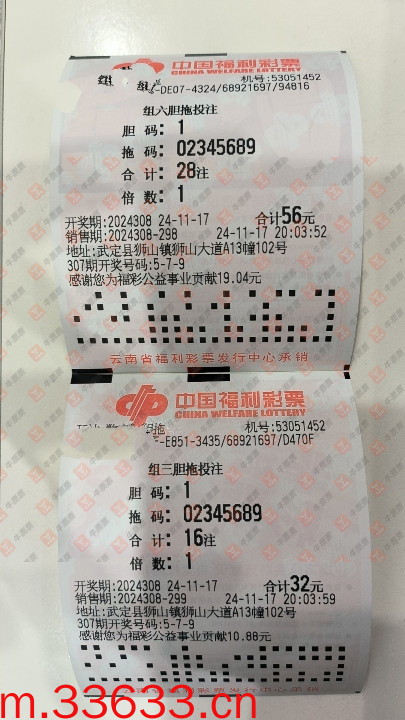 中国福利彩票
CHINA WELFARE LOTTERY
机号:53051452
-DE07-4324/68921697/94816
组六胆拖投注
胆 码: 1
拖 码: 02345689
合 计: 28注
倍 数: 1
开奖期:2024308 24-11-17 合计56元
销售期:2024308-298 24-11-17 20:03:52
地址:武定县狮山镇狮山大道A13幢102号
307期开奖号码:5-7-9
感谢您为福彩公益事业贡献19.04元
云南省福利彩票发行中心承销
中国福利彩票
CHINA WELFARE LOTTERY
机号:53051452
-E851-3435/68921697/D470F
组三胆拖投注
胆 码: 1
拖 码: 02345689
合 计: 16注
倍 数: 1
开奖期:2024308 24-11-17 合计32元
销售期:2024308-299 24-11-17 20:03:59
地址:武定县狮山镇狮山大道A13幢102号
307期开奖号码:5-7-9
感谢您为福彩公益事业贡献10.88元
m.33633.cn